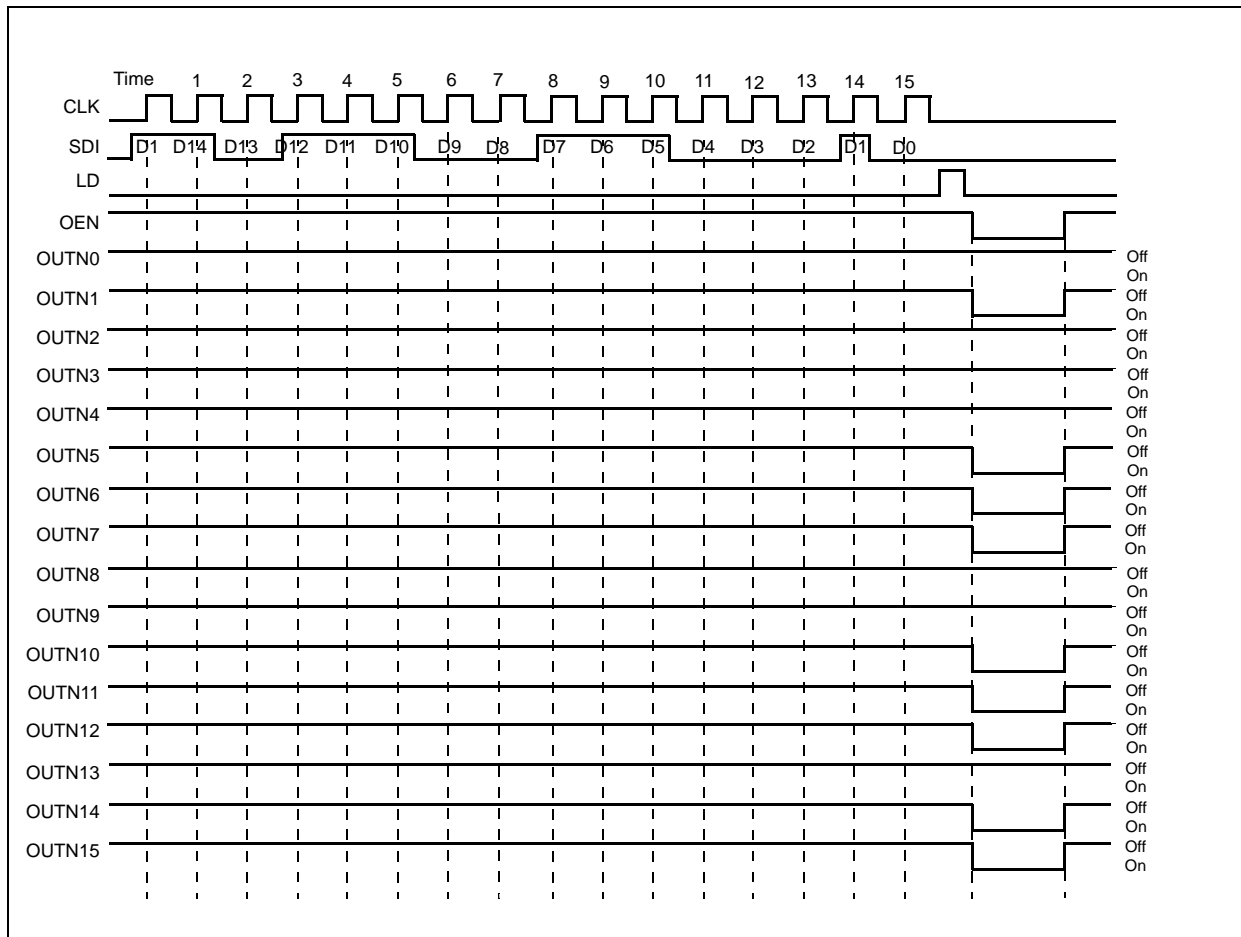 Time 1 2 3 4 5 6 7 8 9 10 11 12 13 14 15
CLK
SDI D1 D14 D13 D12 D11 D10 D9 D8 D7 D6 D5 D4 D3 D2 D1 D0
LD
OEN
OUTN0 Off
On
OUTN1 Off
On
OUTN2 Off
On
OUTN3 Off
On
OUTN4 Off
On
OUTN5 Off
On
OUTN6 Off
On
OUTN7 Off
On
OUTN8 Off
On
OUTN9 Off
On
OUTN10 Off
On
OUTN11 Off
On
OUTN12 Off
On
OUTN13 Off
On
OUTN14 Off
On
OUTN15 Off
On